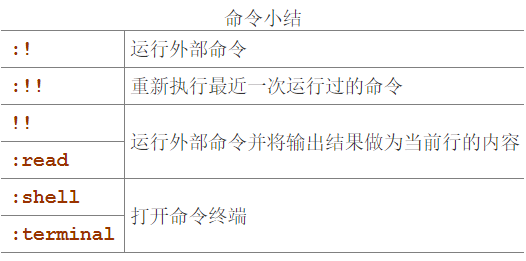 命令小结
:! 运行外部命令
:!! 重新执行最近一次运行过的命令
!!
运行外部命令并将输出结果做为当前行的内容
:read
:shell
打开命令终端
:terminal